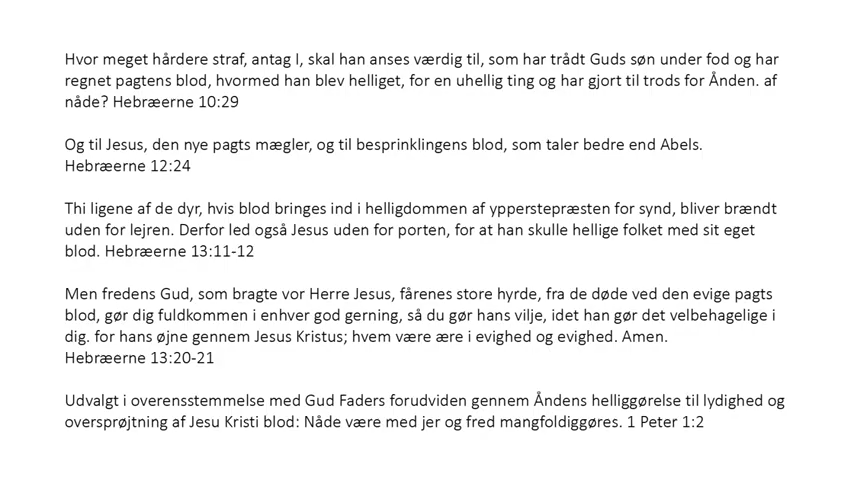 Hvor meget hårdere straf, antag I, skal han anses værdig til, som har trådt Guds søn under fod og har
regnet pagtens blod, hvormed han blev helliget, for en uhellig ting og har gjort til trods for Ånden. af
nåde? Hebræerne 10:29
Og til Jesus, den nye pagts mægler, og til besprinklingens blod, som taler bedre end Abels.
Hebræerne 12:24
Thi ligene af de dyr, hvis blod bringes ind i helligdommen af ypperstepræsten for synd, bliver brændt
uden for lejren. Derfor led også Jesus uden for porten, for at han skulle hellige folket med sit eget
blod. Hebræerne 13:11-12
Men fredens Gud, som bragte vor Herre Jesus, fårenes store hyrde, fra de døde ved den evige pagts
blod, gør dig fuldkommen i enhver god gerning, så du gør hans vilje, idet han gør det velbehagelige i
dig. for hans øjne gennem Jesus Kristus; hvem være ære i evighed og evighed. Amen.
Hebræerne 13:20-21
Udvalgt i overensstemmelse med Gud Faders forudviden gennem Åndens helliggørelse til lydighed og
oversprøjtning af Jesu Kristi blod: Nåde være med jer og fred mangfoldiggøres. 1 Peter 1:2